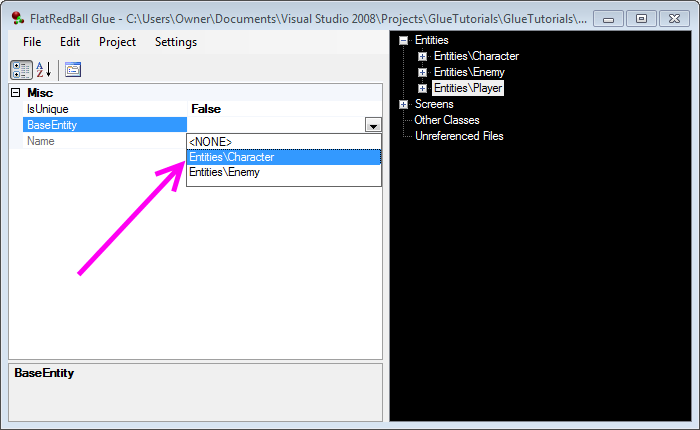 FlatRedBall Glue - C:\Users\Owner\Documents\Visual Studio 2008\Projects\GlueTutorials\GlueTutorials\...
File Edit Project Settings
Misc
IsUnique False
BaseEntity
Name
<NONE>
Entities\Character
Entities\Enemy
BaseEntity
Entities
Entities\Character
Entities\Enemy
Entities\Player
Screens
Other Classes
Unreferenced Files